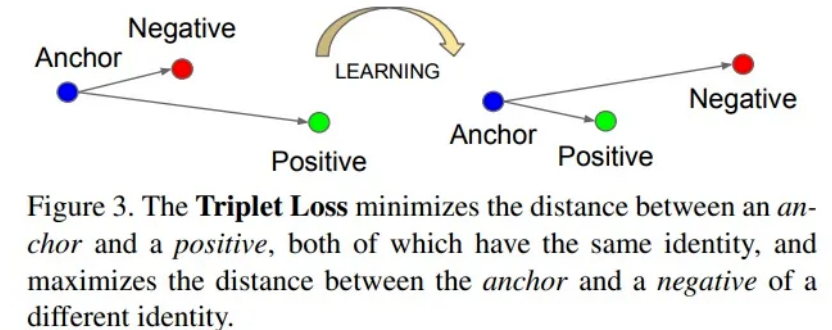 Negative
Anchor
LEARNING
Positive
Negative
Anchor
Positive
Figure 3. The Triplet Loss minimizes the distance between an an-
chor and a positive, both of which have the same identity, and
maximizes the distance between the anchor and a negative of a
different identity.